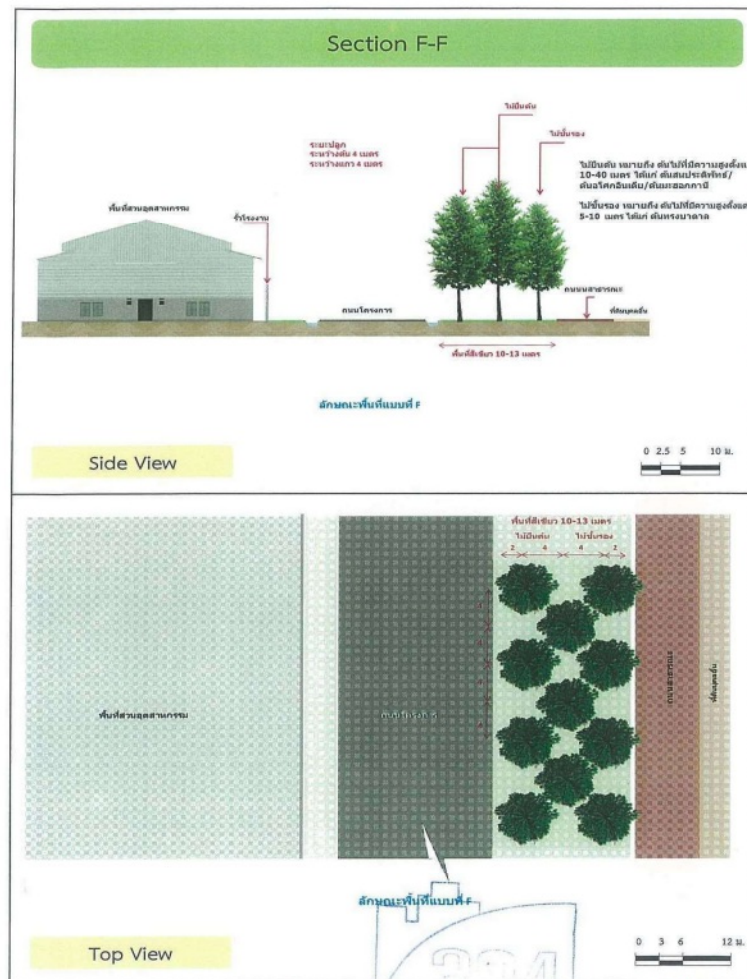 Section F-F
ไม้ยืนต้น
ไม้ชั้นรอง
ระยะปลูก
ระหว่างต้น 4 เมตร
ระหว่างแถว 4 เมตร
ไม้ยืนต้น หมายถึง ต้นไม้ที่มีความสูงตั้งแ
10-40 เมตร ได้แก่ ต้นสนประดิพัทธ์/
ต้นอโศกอินเดีย/ต้นมะฮอกกานี
ไม้ชั้นรอง หมายถึง ต้นไม้ที่มีความสูงตั้งแต
5-10 เมตร ได้แก่ ต้นทรงบาดาล
พื้นที่สวนอุตสาหกรรม
รั้วโรงงาน
ถนนโครงการ
ถนนสาธารณะ
ที่ดินบุคคลอื่น
พื้นที่สีเขียว 10-13 เมตร
ลักษณะพื้นที่แบบที่ F
Side View
0 2.5 5 10 ม.
พื้นที่สีเขียว 10-13 เมตร
ไม้ยืนต้น ไม้ชั้นรอง
2 4 4 2
พื้นที่สวนอุตสาหกรรม
ถนนโครงการ
ถนนสาธารณะ
ที่ดินบุคคลอื่น
ลักษณะพื้นที่แบบที่ F
304
Top View
0 3 6 12 ม.